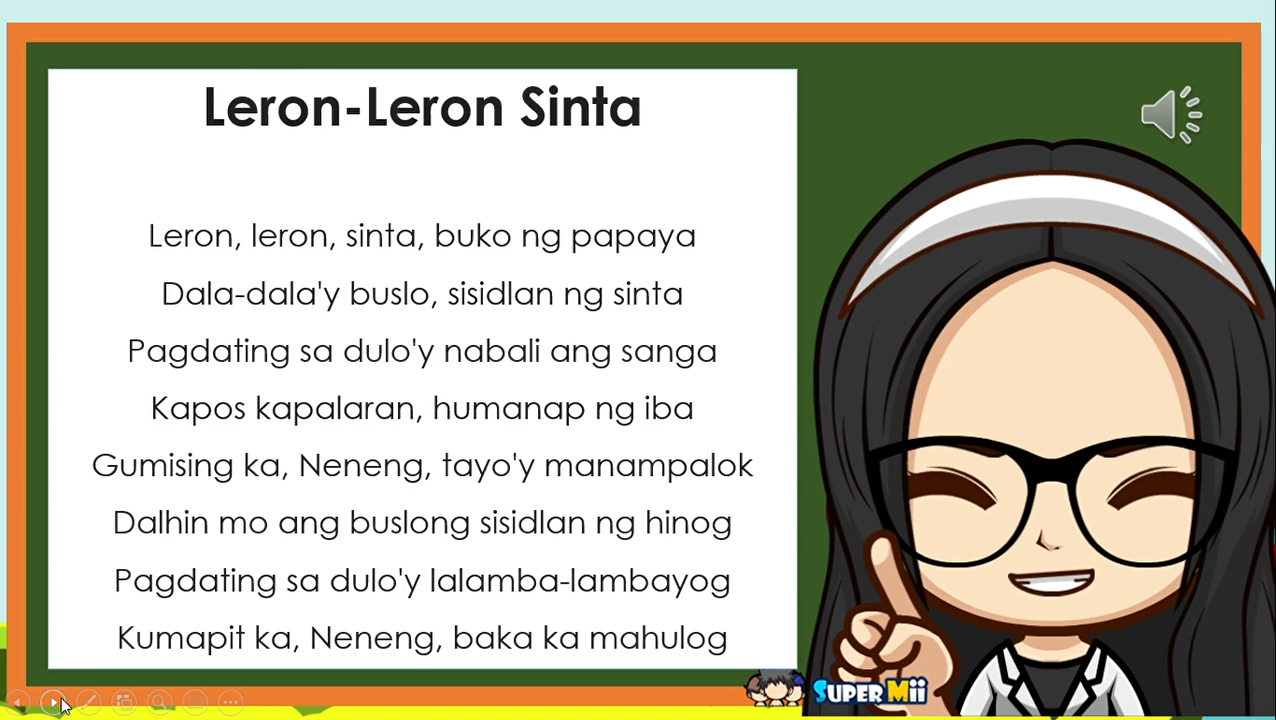 Leron-Leron Sinta
Leron, leron, sinta, buko ng papaya
Dala-dala'y buslo, sisidlan ng sinta
Pagdating sa dulo'y nabali ang sanga
Kapos kapalaran, humanap ng iba
Gumising ka, Neneng, tayo'y manampalok
Dalhin mo ang buslong sisidlan ng hinog
Pagdating sa dulo'y lalamba-lambayog
Kumapit ka, Neneng, baka ka mahulog
SUPER Mii